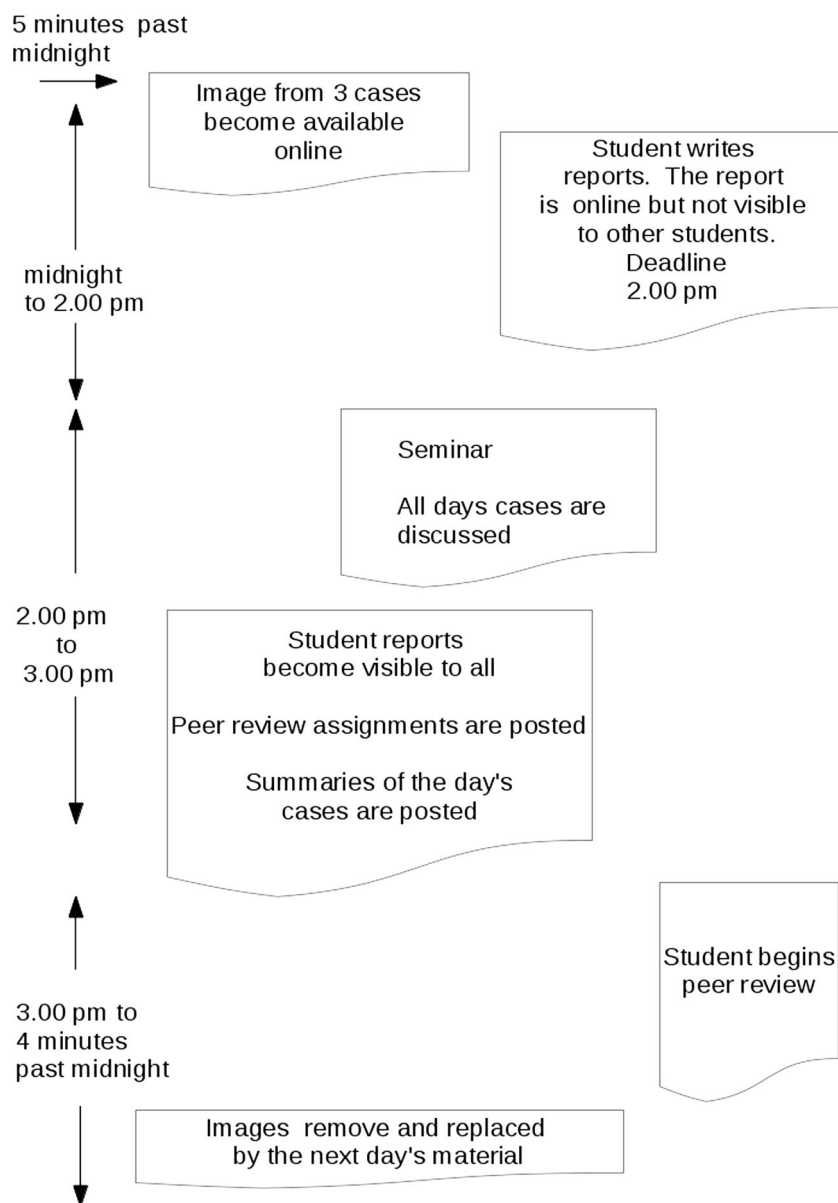 5 minutes past
midnight
Image from 3 cases
become available
online
Student writes
reports. The report
is online but not visible
to other students.
Deadline
2.00 pm
midnight
to 2.00 pm
Seminar
All days cases are
discussed
2.00 pm
to
3.00 pm
Student reports
become visible to all
Peer review assignments are posted
Summaries of the day's
cases are posted
Student begins
peer review
3.00 pm to
4 minutes
past midnight
Images remove and replaced
by the next day's material